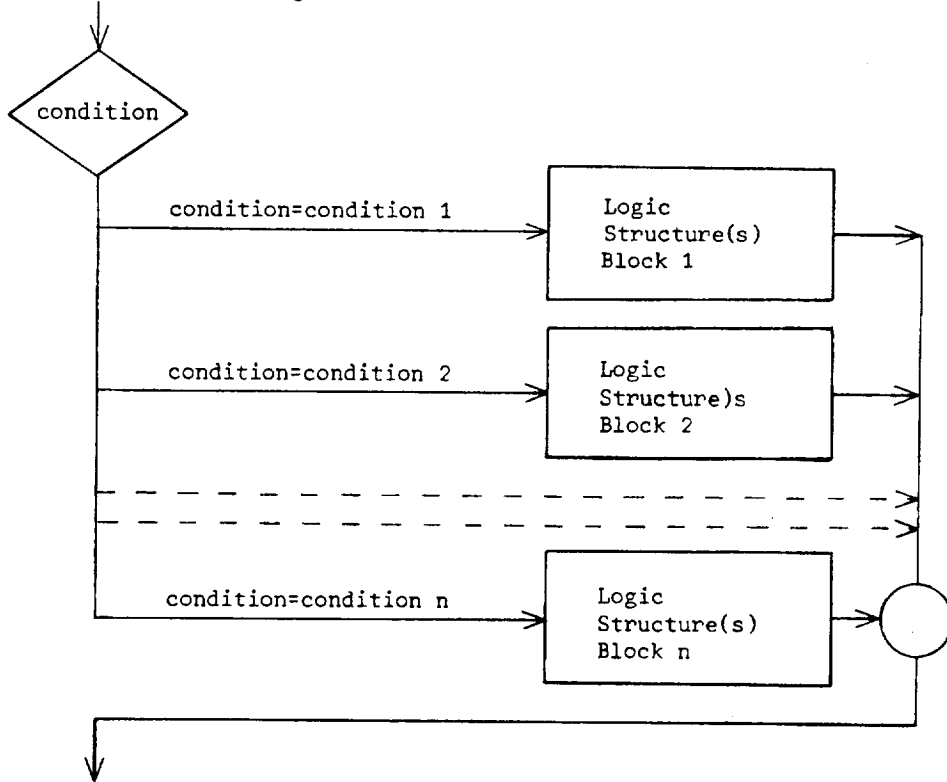 condition
condition=condition 1
Logic
Structure(s)
Block 1
condition=condition 2
Logic
Structure)s
Block 2
condition=condition n
Logic
Structure(s)
Block n